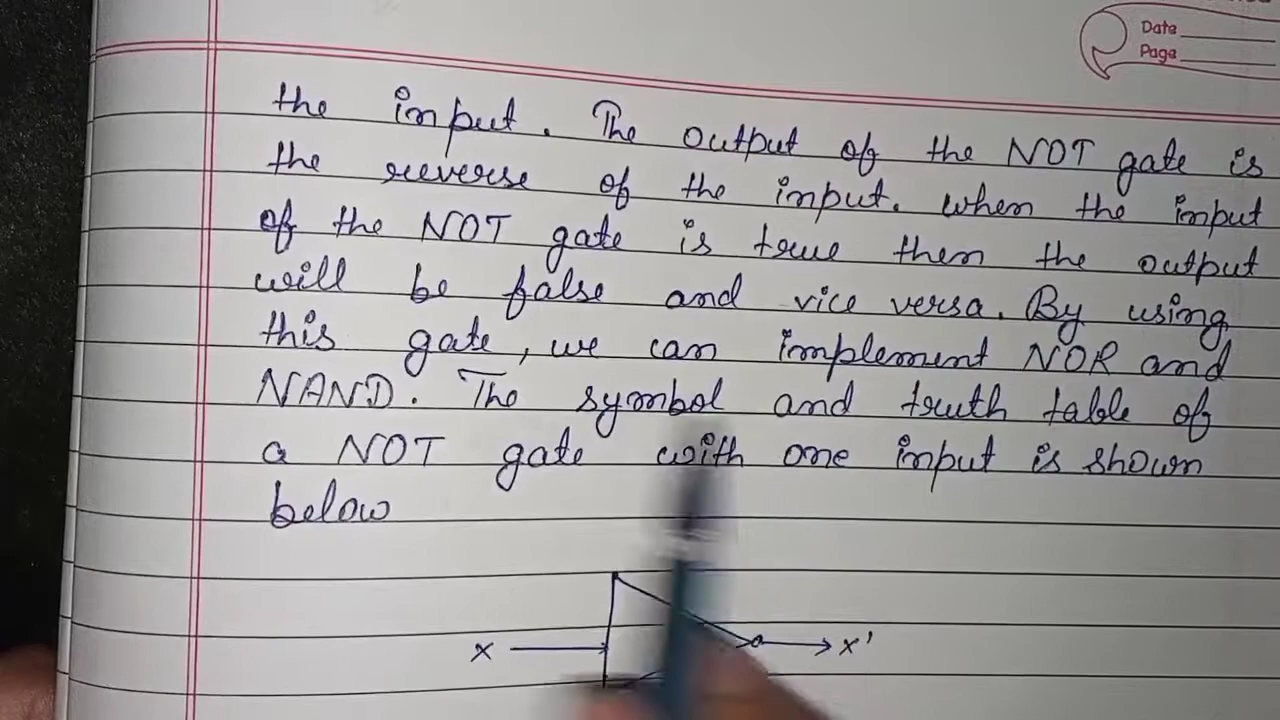 Date
Page
the input. The output of the NOT gate is
the reverse of the input. when the input
of the NOT gate is true then the output
will be false and vice versa. By using
this gate, we can implement NOR and
NAND. The symbol and truth table of
a NOT gate with one input is shown
below
x x'